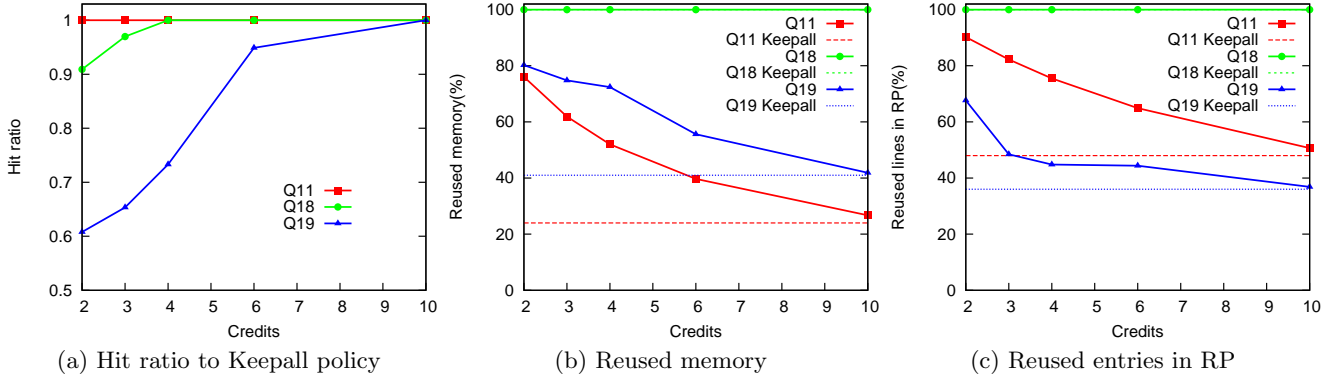 1
0.9
0.8
0.7
0.6
0.5
Hit ratio
Q11
Q18
Q19
2 3 4 5 6 7 8 9 10
Credits
(a) Hit ratio to Keepall policy
100
80
60
40
20
0
Reused memory(%)
Q11
Q11 Keepall
Q18
Q18 Keepall
Q19
Q19 Keepall
2 3 4 5 6 7 8 9 10
Credits
(b) Reused memory
100
80
60
40
20
0
Reused lines in RP(%)
Q11
Q11 Keepall
Q18
Q18 Keepall
Q19
Q19 Keepall
2 3 4 5 6 7 8 9 10
Credits
(c) Reused entries in RP